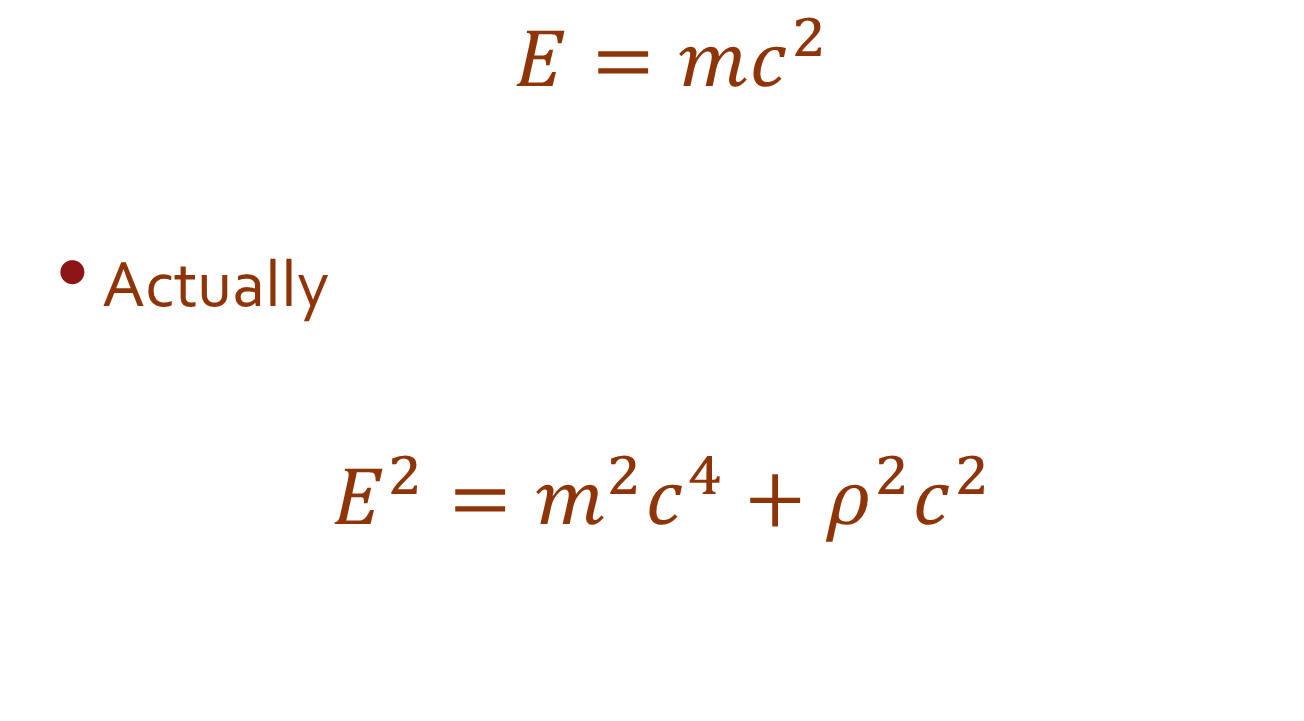 E = mc²
• Actually
E² = m²c⁴ + ρ²c²